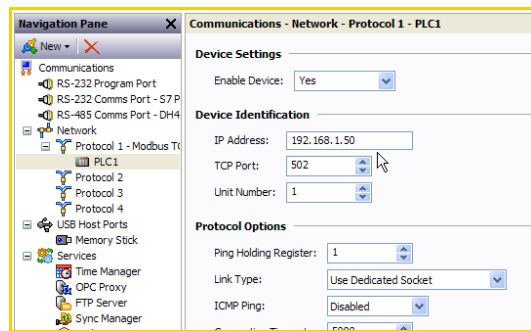 Navigation Pane
New
Communications
RS-232 Program Port
RS-232 Comms Port - S7 P
RS-485 Comms Port - DH4
Network
Protocol 1 - Modbus TC
PLC1
Protocol 2
Protocol 3
Protocol 4
USB Host Ports
Memory Stick
Services
Time Manager
OPC Proxy
FTP Server
Sync Manager
Communications - Network - Protocol 1 - PLC1
Device Settings
Enable Device: Yes
Device Identification
IP Address: 192.168.1.50
TCP Port: 502
Unit Number: 1
Protocol Options
Ping Holding Register: 1
Link Type: Use Dedicated Socket
ICMP Ping: Disabled